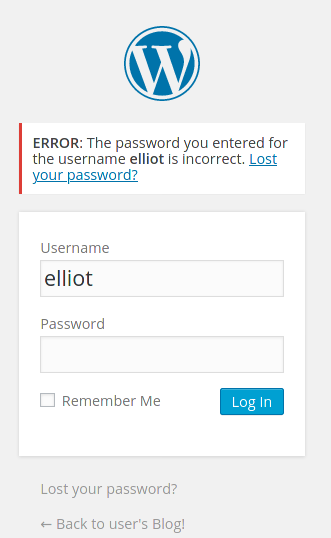 ERROR: The password you entered for
the username elliot is incorrect. Lost
your password?
Username
elliot
Password
Remember Me
Log In
Lost your password?
← Back to user's Blog!